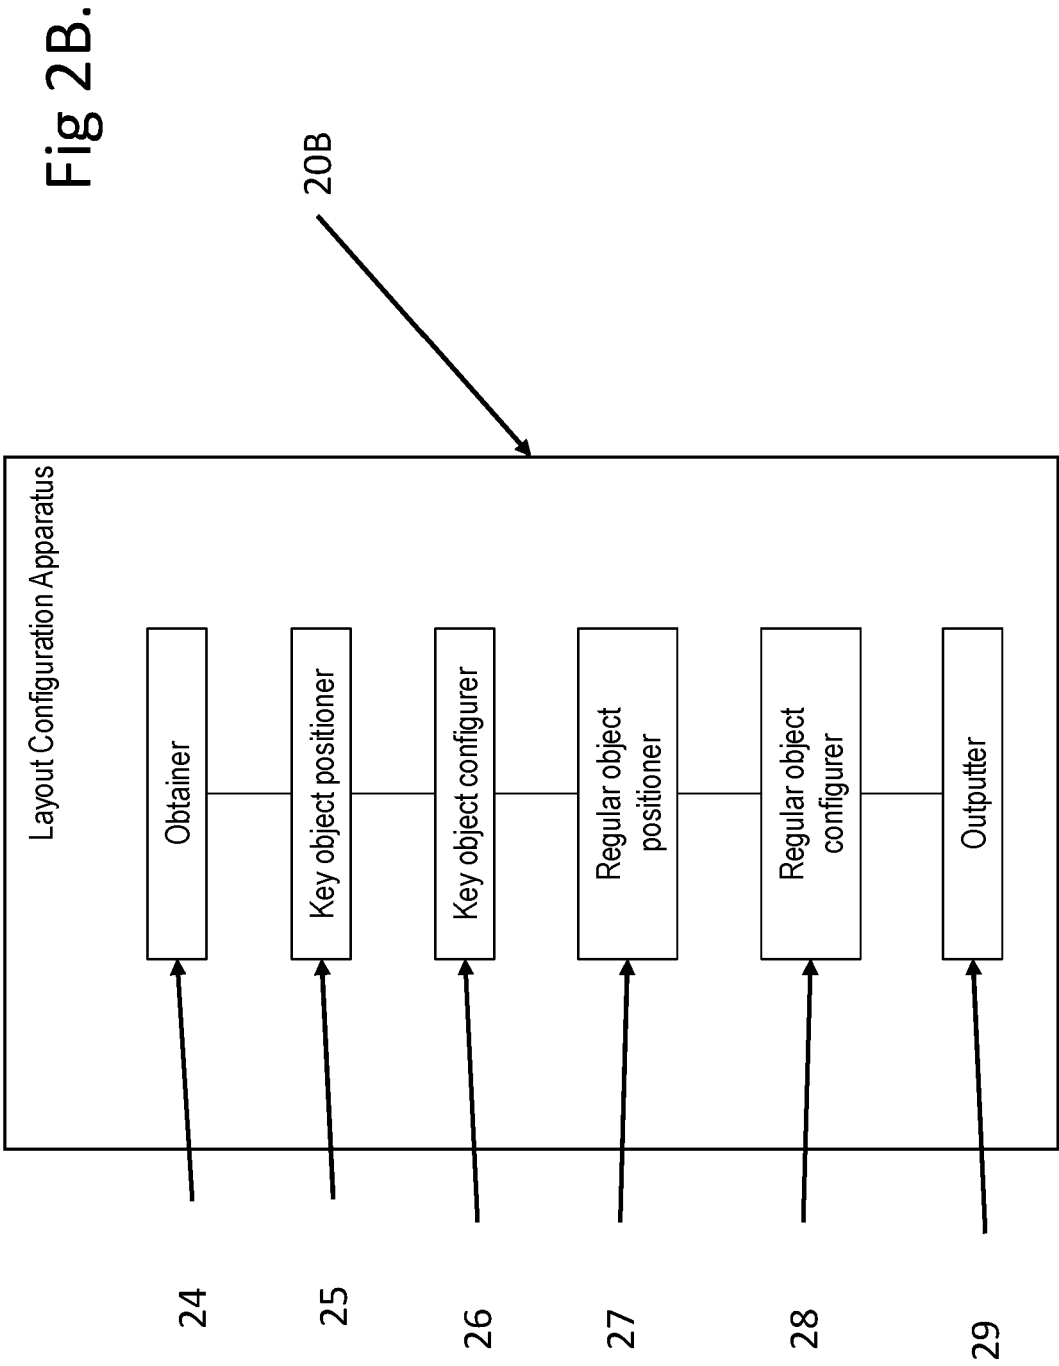 Fig 2B.
20B
Layout Configuration Apparatus
Obtainer
Key object positioner
Key object configurer
Regular object
positioner
Regular object
configurer
Outputter
24
25
26
27
28
29